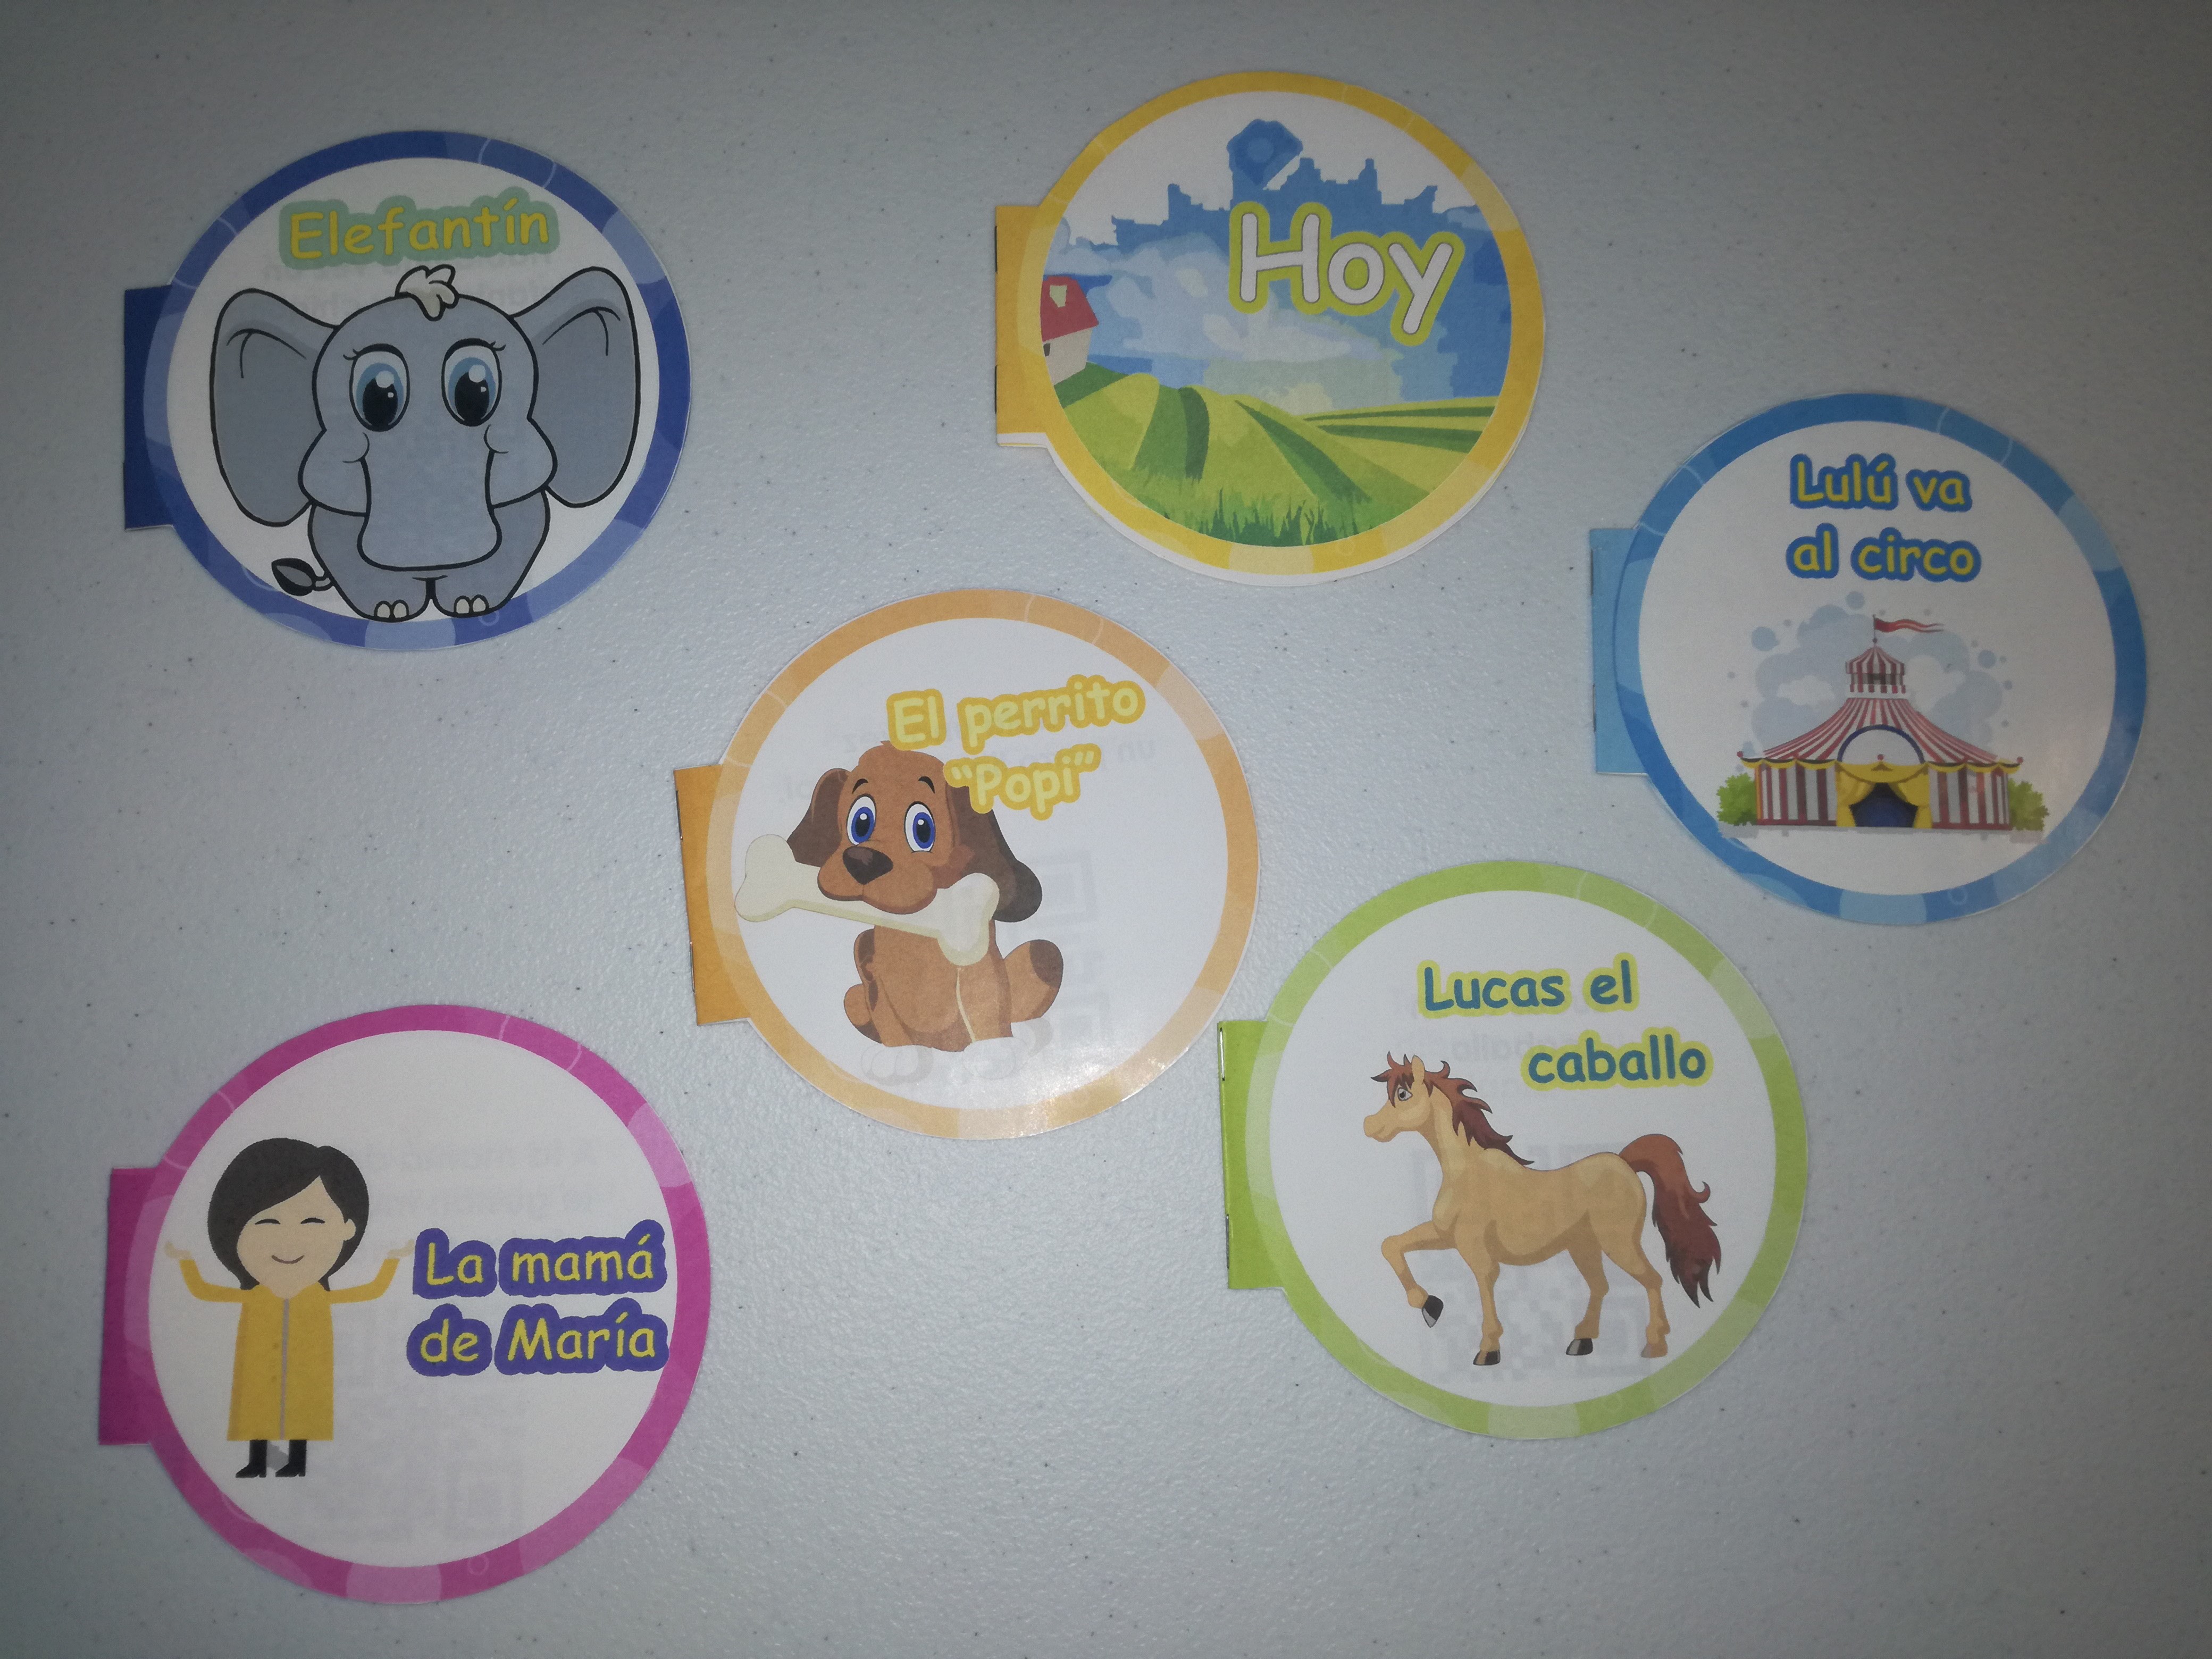 Elefantín
Hoy
Lulú va
al circo
El perrito
“Popi”
Lucas el
caballo
La mamá
de María